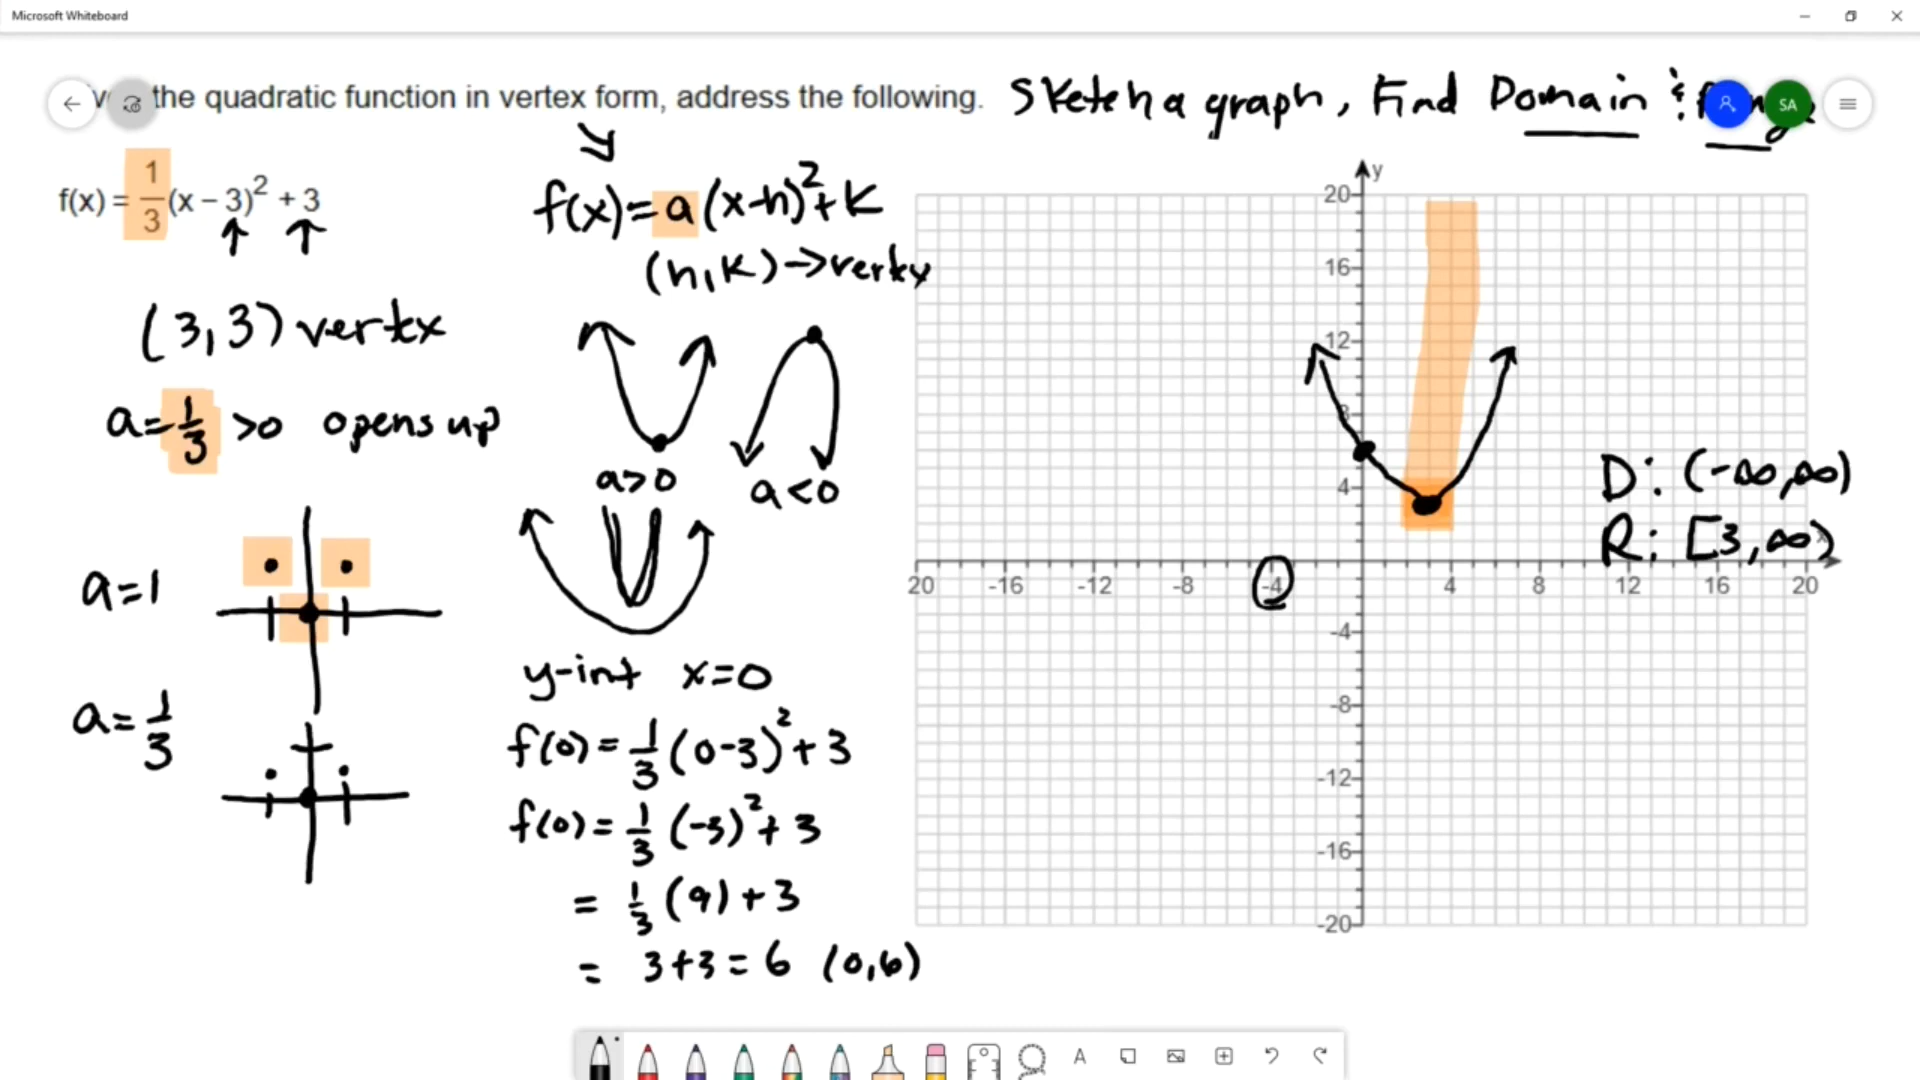 Microsoft Whiteboard
the quadratic function in vertex form, address the following. Sketch a graph, Find Domain &
f(x) = 1/3 (x − 3)² + 3
(3,3) vertex
a = 1/3 >0 opens up
a=1
a= 1/3
y
f(x)=a(x-h)²+k
(h,k)→vertex
a>0
a<0
y-int x=0
f(0) = 1/3 (0-3)² + 3
f(0) = 1/3 (-3)² + 3
= 1/3 (9) + 3
= 3+3 = 6 (0,6)
y
20
16
12
8
4
20 -16 -12 -8 -4 4 8 12 16 20
-4
-8
-12
-16
-20
D: (-∞,∞)
R: [3,∞)
SA
A